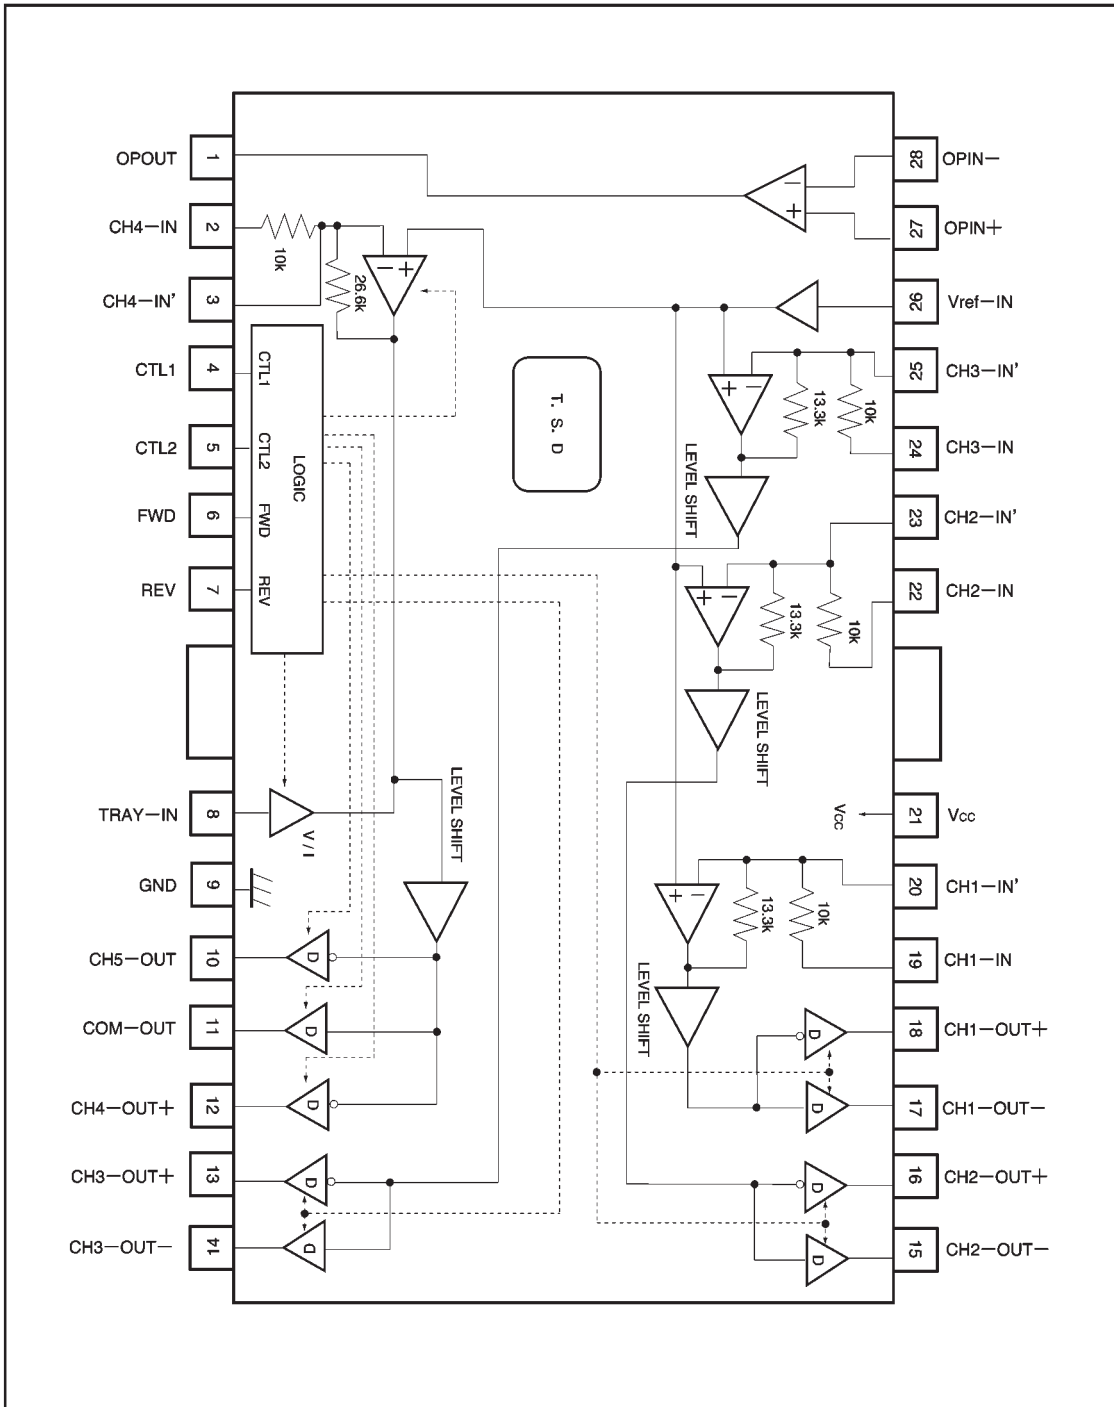 OPOUT 1
CH4−IN 2
CH4−IN' 3
CTL1 4
CTL2 5
FWD 6
REV 7
TRAY−IN 8
GND 9
CH5−OUT 10
COM−OUT 11
CH4−OUT+ 12
CH3−OUT+ 13
CH3−OUT− 14
10k
26.6k
− +
CTL1
CTL2
FWD
REV
LOGIC
V / I
LEVEL SHIFT
D
D
D
D
D
T. S. D
− +
+ −
13.3k
10k
LEVEL SHIFT
+ −
13.3k
10k
LEVEL SHIFT
Vcc
+ −
13.3k
10k
LEVEL SHIFT
D
D
D
D
28 OPIN−
27 OPIN+
26 Vref−IN
25 CH3−IN'
24 CH3−IN
23 CH2−IN'
22 CH2−IN
21 Vcc
20 CH1−IN'
19 CH1−IN
18 CH1−OUT+
17 CH1−OUT−
16 CH2−OUT+
15 CH2−OUT−